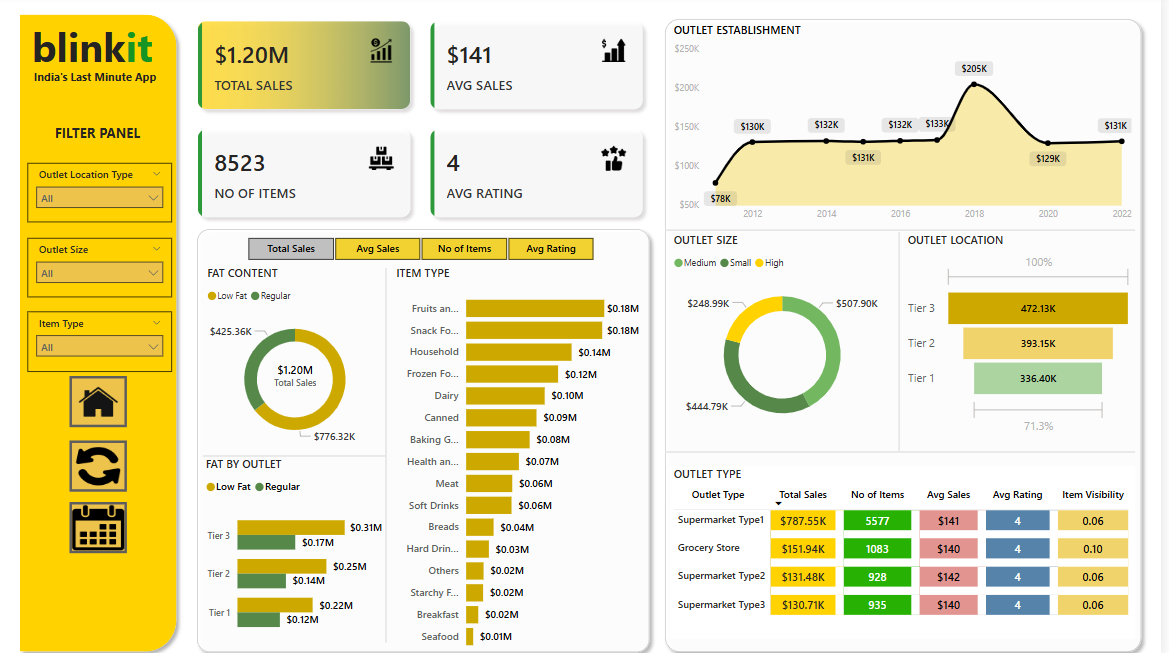 blinkit
India's Last Minute App
FILTER PANEL
Outlet Location Type
All
Outlet Size
All
Item Type
All
$1.20M
TOTAL SALES
$141
AVG SALES
8523
NO OF ITEMS
4
AVG RATING
Total Sales
Avg Sales
No of Items
Avg Rating
FAT CONTENT
Low Fat Regular
$425.36K
$1.20M
Total Sales
$776.32K
FAT BY OUTLET
Low Fat Regular
Tier 3
$0.31M
$0.17M
Tier 2
$0.25M
$0.14M
Tier 1
$0.22M
$0.12M
ITEM TYPE
Fruits an... $0.18M
Snack Fo... $0.18M
Household $0.14M
Frozen Fo... $0.12M
Dairy $0.10M
Canned $0.09M
Baking G... $0.08M
Health an... $0.07M
Meat $0.06M
Soft Drinks $0.06M
Breads $0.04M
Hard Drin... $0.03M
Others $0.02M
Starchy F... $0.02M
Breakfast $0.02M
Seafood $0.01M
OUTLET ESTABLISHMENT
$250K
$200K
$150K
$100K
$50K
$78K
$130K
$132K
$131K
$132K
$133K
$205K
$129K
$131K
2012 2014 2016 2018 2020 2022
OUTLET SIZE
Medium Small High
$248.99K
$507.90K
$444.79K
OUTLET LOCATION
100%
Tier 3 472.13K
Tier 2 393.15K
Tier 1 336.40K
71.3%
OUTLET TYPE
Outlet Type Total Sales No of Items Avg Sales Avg Rating Item Visibility
Supermarket Type1 $787.55K 5577 $141 4 0.06
Grocery Store $151.94K 1083 $140 4 0.10
Supermarket Type2 $131.48K 928 $142 4 0.06
Supermarket Type3 $130.71K 935 $140 4 0.06